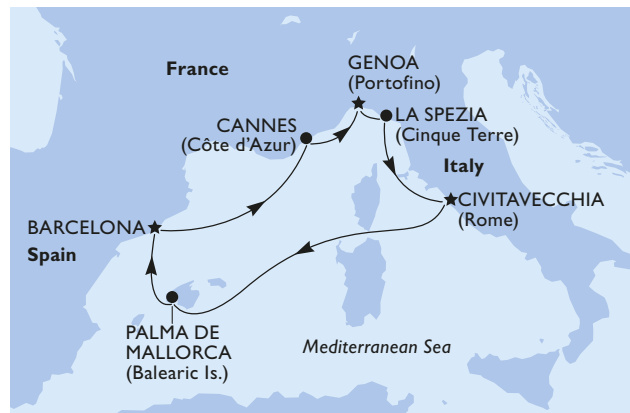 GENOA
(Portofino)
France
LA SPEZIA
(Cinque Terre)
CANNES
(Côte d'Azur)
Italy
CIVITAVECCHIA
(Rome)
BARCELONA
Spain
PALMA DE
MALLORCA
(Balearic Is.)
Mediterranean Sea